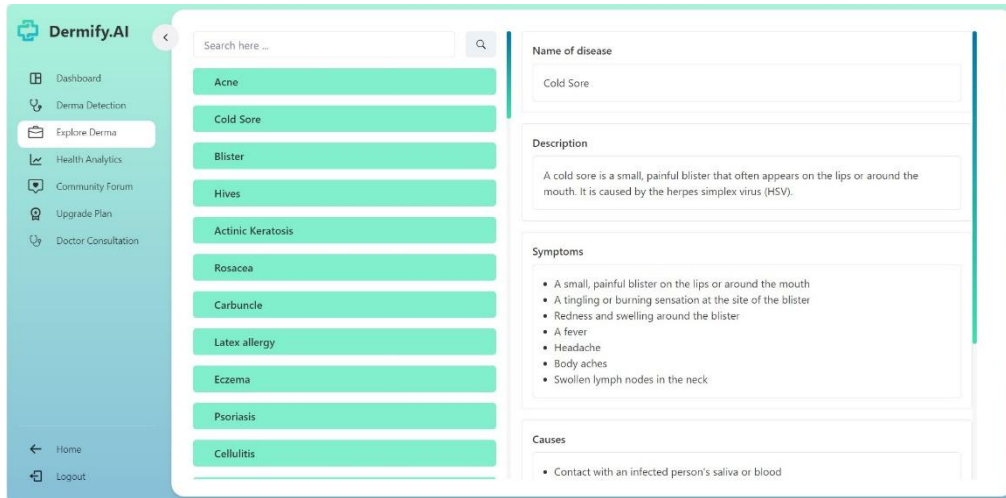 Dermify.AI
Dashboard
Derma Detection
Explore Derma
Health Analytics
Community Forum
Upgrade Plan
Doctor Consultation
Home
Logout
Search here ...
Acne
Cold Sore
Blister
Hives
Actinic Keratosis
Rosacea
Carbuncle
Latex allergy
Eczema
Psoriasis
Cellulitis
Name of disease
Cold Sore
Description
A cold sore is a small, painful blister that often appears on the lips or around the
mouth. It is caused by the herpes simplex virus (HSV).
Symptoms
• A small, painful blister on the lips or around the mouth
• A tingling or burning sensation at the site of the blister
• Redness and swelling around the blister
• A fever
• Headache
• Body aches
• Swollen lymph nodes in the neck
Causes
• Contact with an infected person's saliva or blood